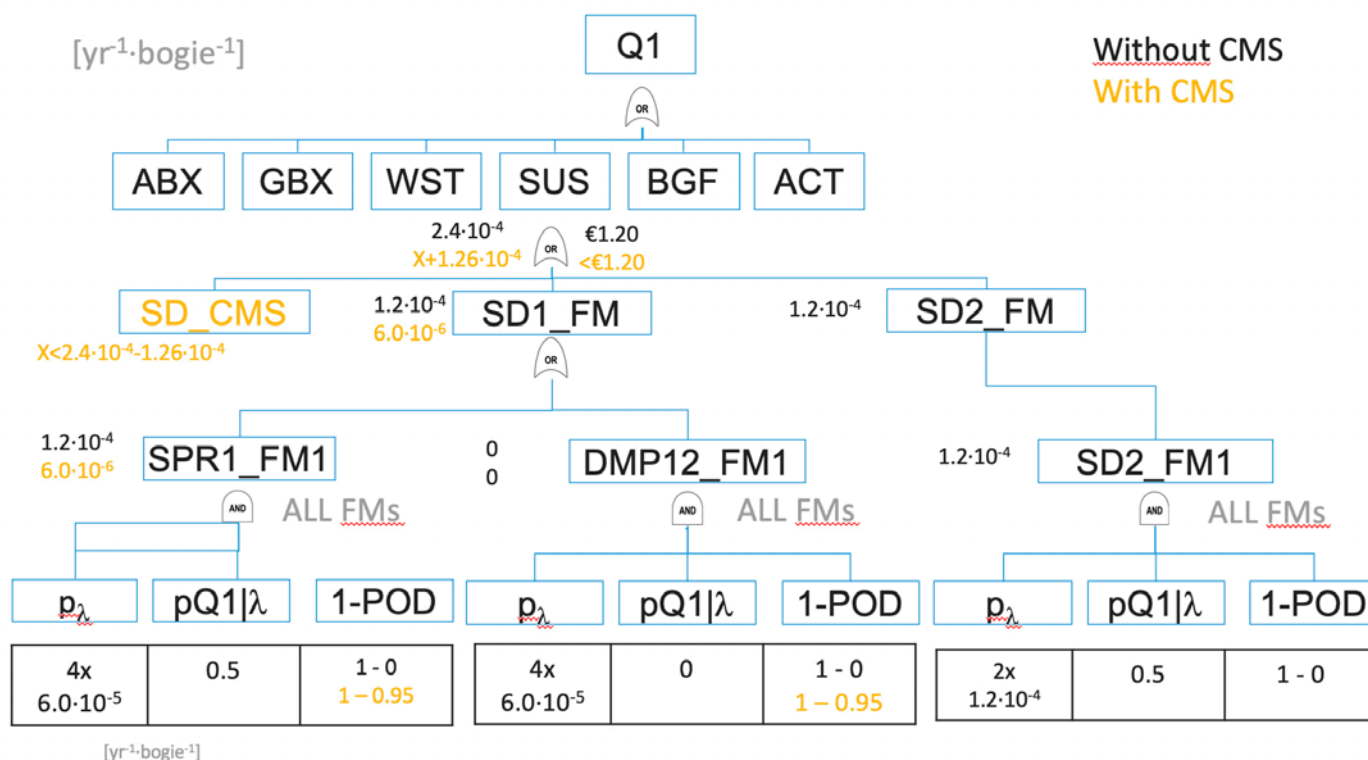 [yr⁻¹·bogie⁻¹]
Q1
Without CMS
With CMS
OR
ABX
GBX
WST
SUS
BGF
ACT
2.4·10⁻⁴
€1.20
OR
X+1.26·10⁻⁴
<€1.20
SD_CMS
1.2·10⁻⁴
6.0·10⁻⁶
SD1_FM
1.2·10⁻⁴
SD2_FM
X<2.4·10⁻⁴-1.26·10⁻⁴
OR
1.2·10⁻⁴
6.0·10⁻⁶
SPR1_FM1
0
0
DMP12_FM1
1.2·10⁻⁴
SD2_FM1
AND
ALL FMs
AND
ALL FMs
AND
ALL FMs
pλ
pQ1|λ
1-POD
pλ
pQ1|λ
1-POD
pλ
pQ1|λ
1-POD
4x
6.0·10⁻⁵
0.5
1 - 0
1 – 0.95
4x
6.0·10⁻⁵
0
1 - 0
1 – 0.95
2x
1.2·10⁻⁴
0.5
1 - 0
[yr⁻¹·bogie⁻¹]